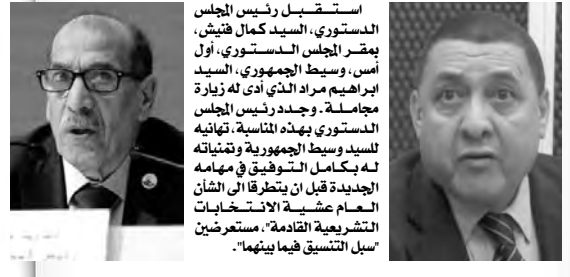 استقبل رئيس المجلس
الدستوري، السيد كمال فنيش،
بمقر المجلس الدستوري، أول
أمس، وسيط الجمهوري، السيد
ابراهيم مراد الذي أدى له زيارة
مجاملة. وجدد رئيس المجلس
الدستوري بهذه المناسبة، تهانيه
للسيد وسيط الجمهورية وتمنياته
له بكامل التوفيق في مهامه
الجديدة قبل ان يتطرقا الى الشأن
العام عشية الانتخابات
التشريعية القادمة"، مستعرضين
"سبل التنسيق فيما بينهما".